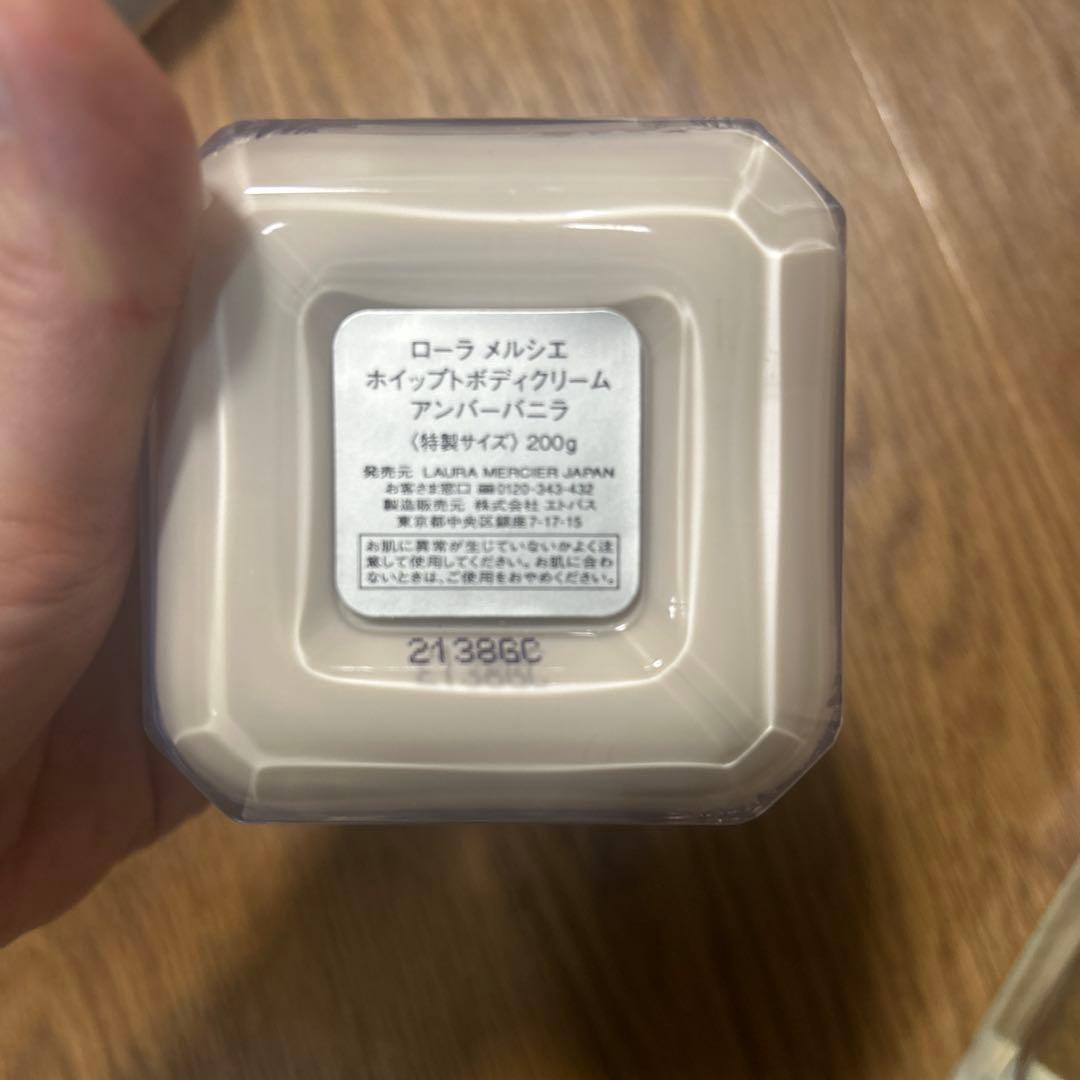 ローラ メルシエ
ホイップトボディクリーム
アンバーバニラ
〈特製サイズ〉200g
発売元 LAURA MERCIER JAPAN
お客さま窓口 0120-343-432
製造販売元 株式会社 エトバス
東京都中央区銀座7-17-15
お肌に異常が生じていないかよく注
意して使用してください。お肌に合わ
ないときは、ご使用をおやめください。
2138GC